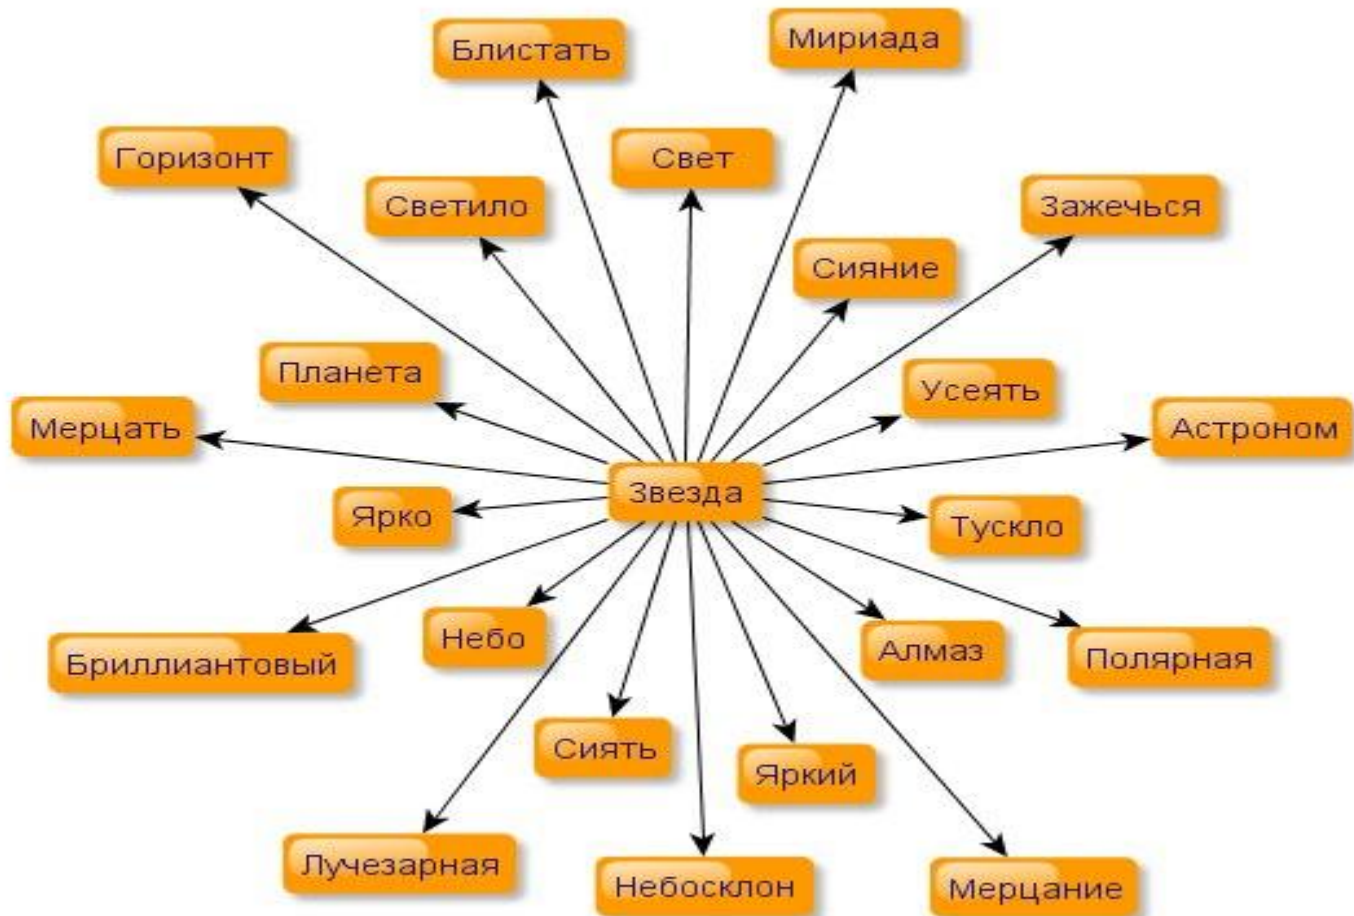 Блистать
Мириада
Горизонт
Свет
Светило
Зажечься
Сияние
Планета
Усеять
Мерцать
Астроном
Звезда
Ярко
Тускло
Небо
Алмаз
Бриллиантовый
Полярная
Сиять
Яркий
Лучезарная
Небосклон
Мерцание